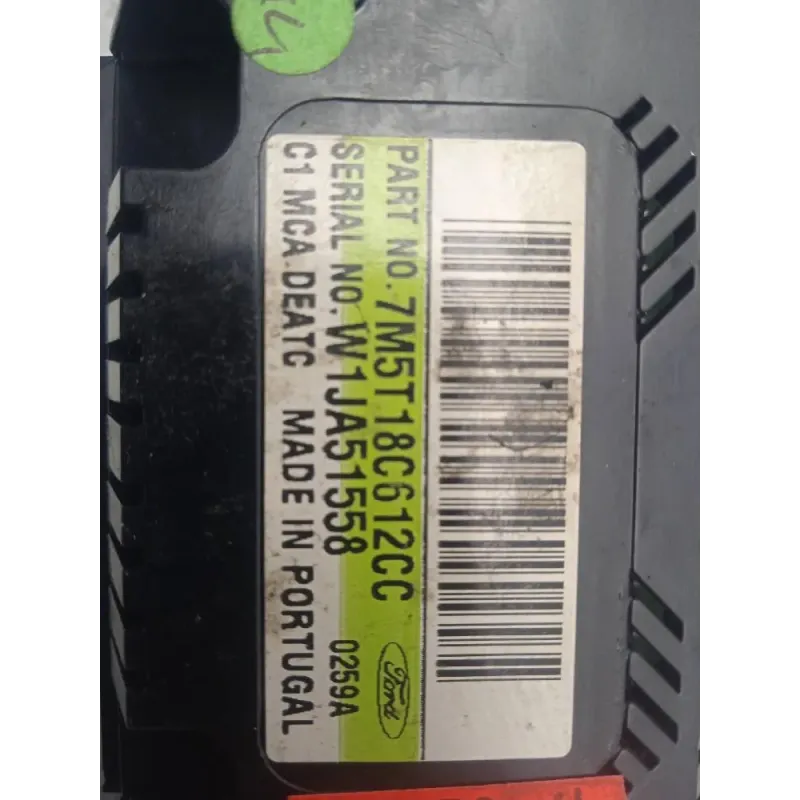 PART NO. 7M5T18C612CC
SERIAL NO. W1JA51558
C1 MCA DEATC MADE IN PORTUGAL
0259A
Ford